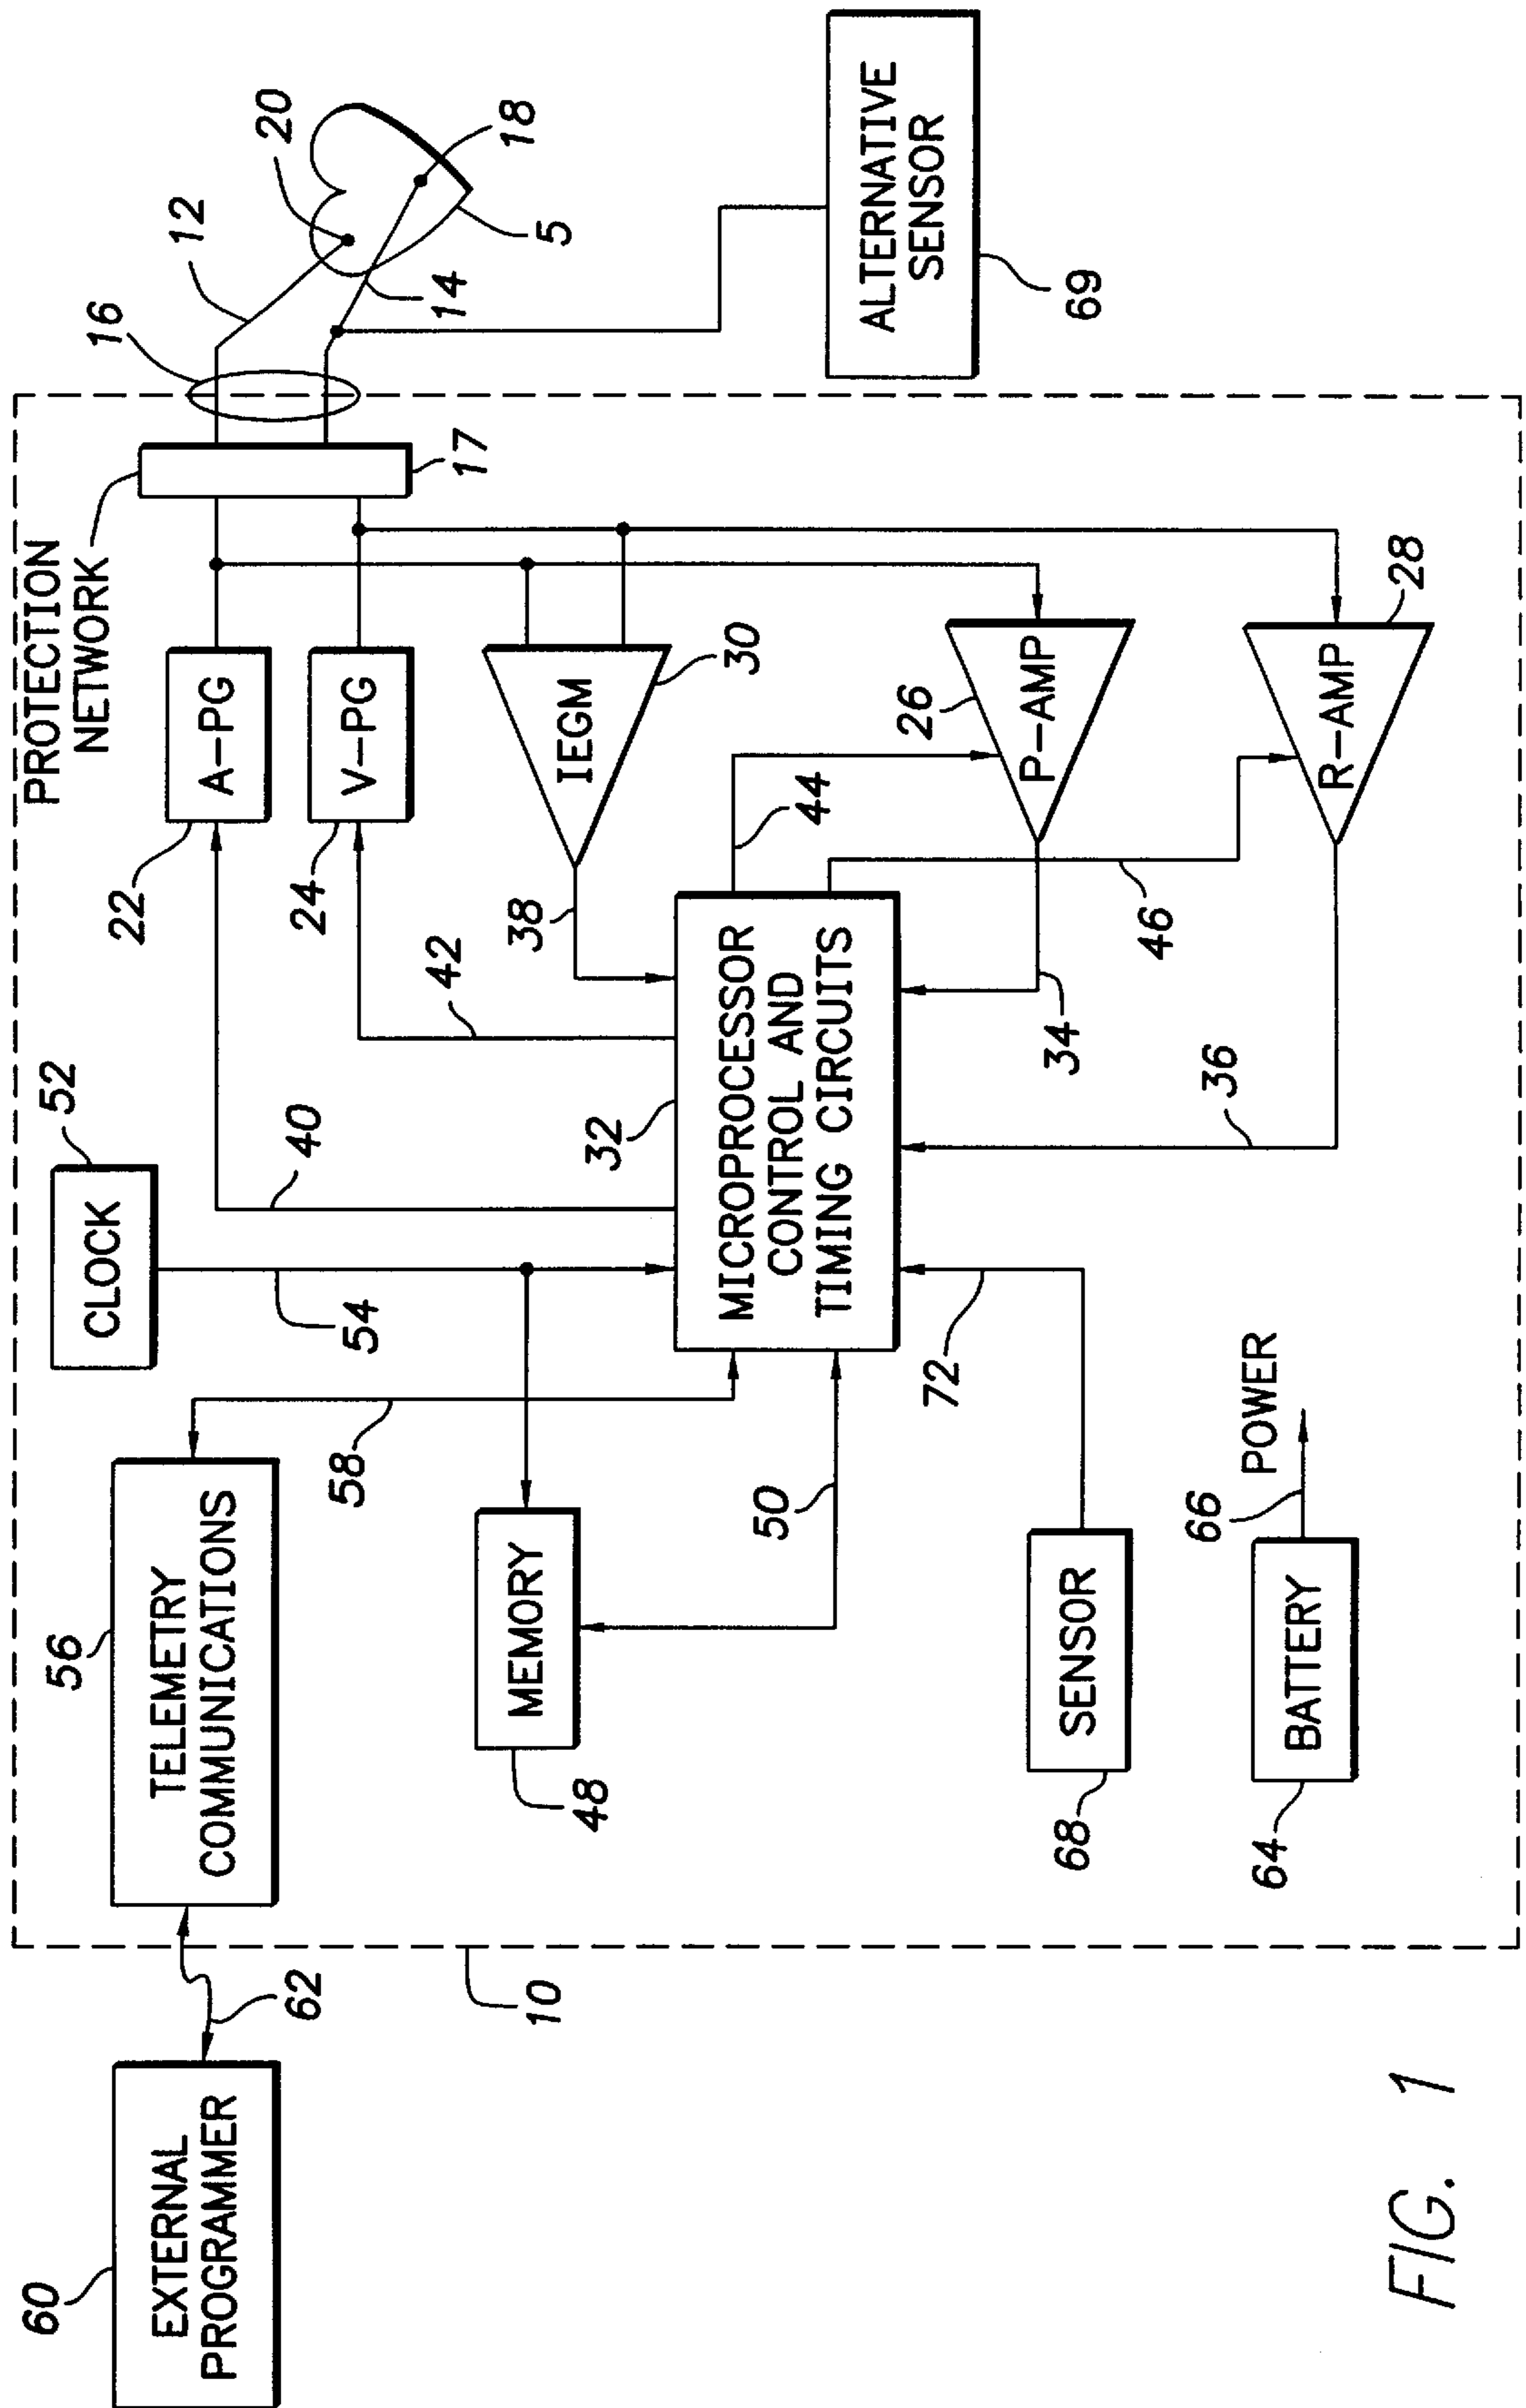 60
EXTERNAL
PROGRAMMER
62
10
56
TELEMETRY
COMMUNICATIONS
58
52
CLOCK
54
40
42
MEMORY
48
50
32
MICROPROCESSOR
CONTROL AND
TIMING CIRCUITS
72
SENSOR
68
BATTERY
64
66
POWER
PROTECTION
NETWORK
17
22
A-PG
24
V-PG
38
IEGM
30
44
26
P-AMP
34
46
R-AMP
28
36
16
12
20
18
14
5
ALTERNATIVE
SENSOR
69
FIG. 1